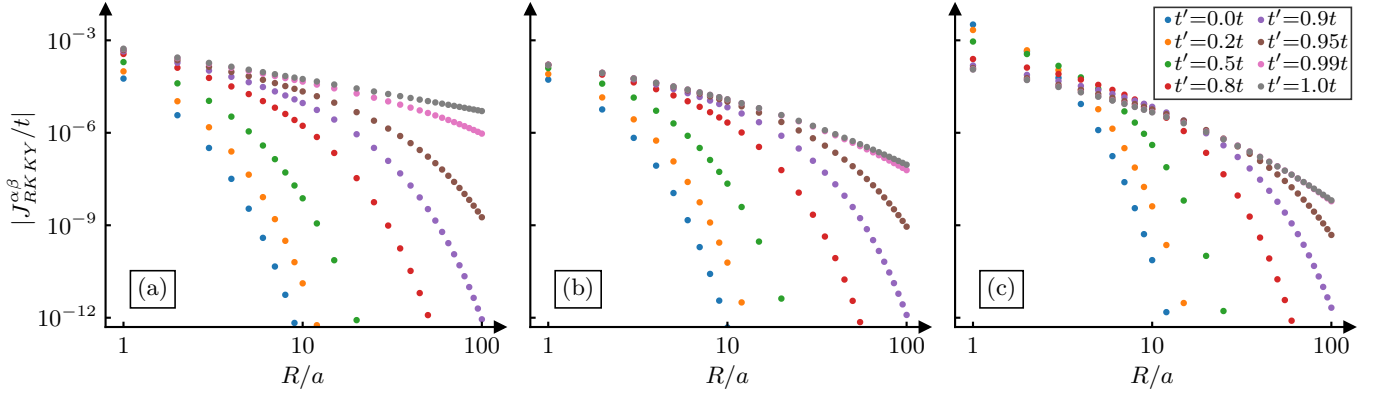 |J^{αβ}_{RKKY}/t|
10⁻³
10⁻⁶
10⁻⁹
10⁻¹²
(a)
1
10
100
R/a
(b)
1
10
100
R/a
t′=0.0t
t′=0.9t
t′=0.2t
t′=0.95t
t′=0.5t
t′=0.99t
t′=0.8t
t′=1.0t
(c)
1
10
100
R/a